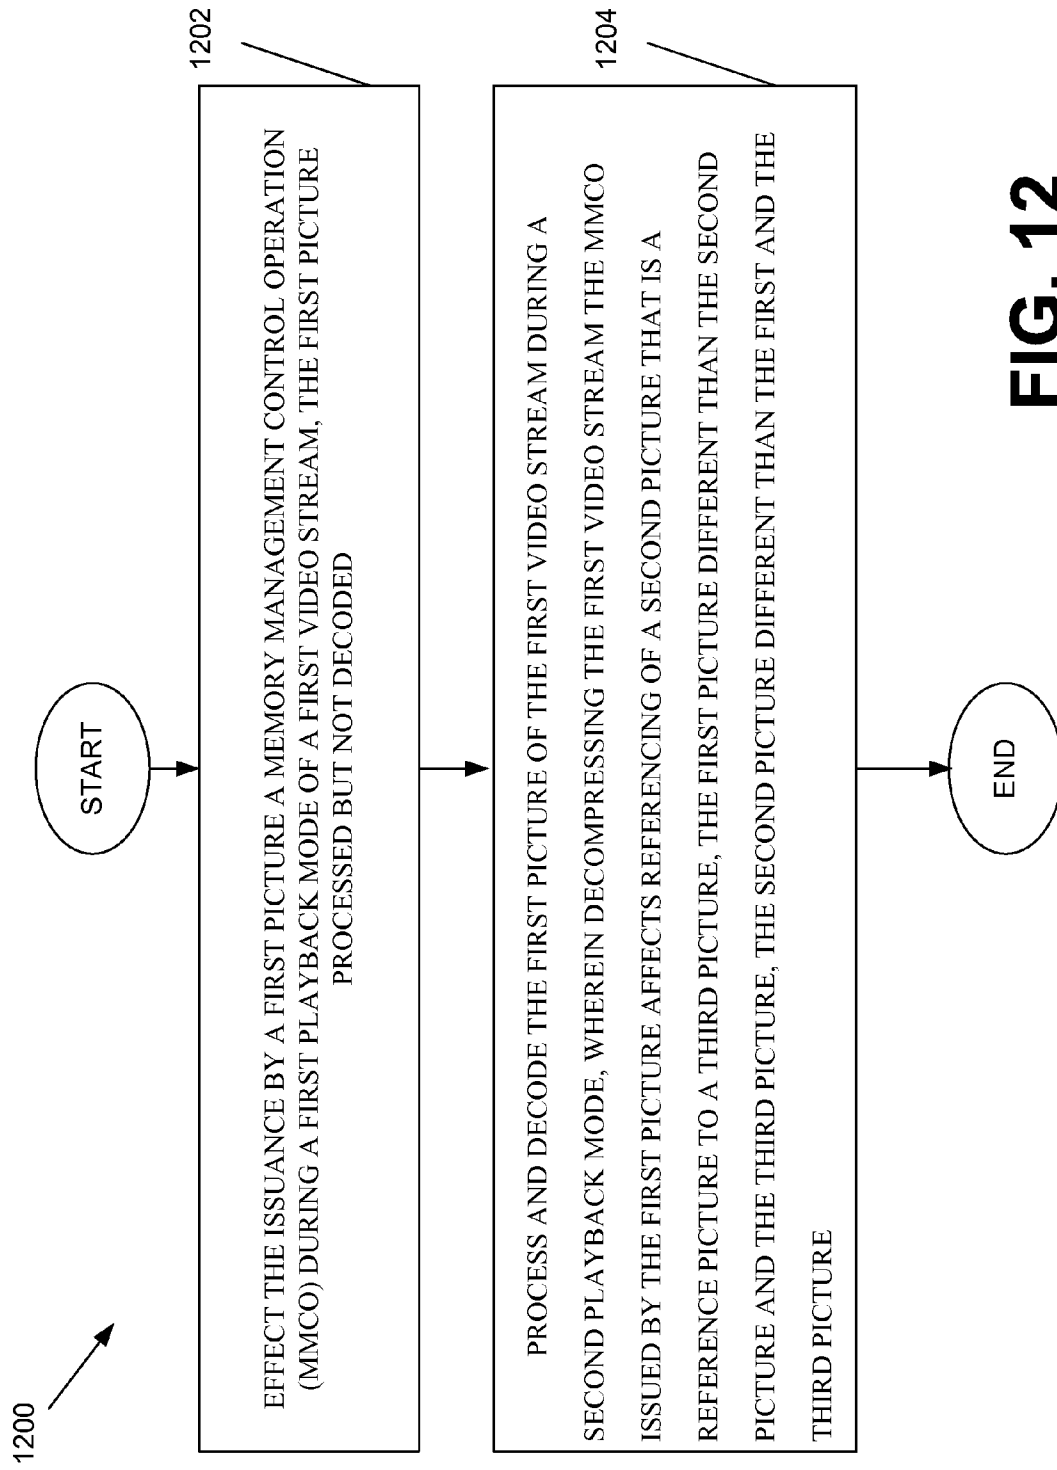 1200
START
1202
EFFECT THE ISSUANCE BY A FIRST PICTURE A MEMORY MANAGEMENT CONTROL OPERATION
(MMCO) DURING A FIRST PLAYBACK MODE OF A FIRST VIDEO STREAM, THE FIRST PICTURE
PROCESSED BUT NOT DECODED
1204
PROCESS AND DECODE THE FIRST PICTURE OF THE FIRST VIDEO STREAM DURING A
SECOND PLAYBACK MODE, WHEREIN DECOMPRESSING THE FIRST VIDEO STREAM THE MMCO
ISSUED BY THE FIRST PICTURE AFFECTS REFERENCING OF A SECOND PICTURE THAT IS A
REFERENCE PICTURE TO A THIRD PICTURE, THE FIRST PICTURE DIFFERENT THAN THE SECOND
PICTURE AND THE THIRD PICTURE, THE SECOND PICTURE DIFFERENT THAN THE FIRST AND THE
THIRD PICTURE
END
FIG. 12